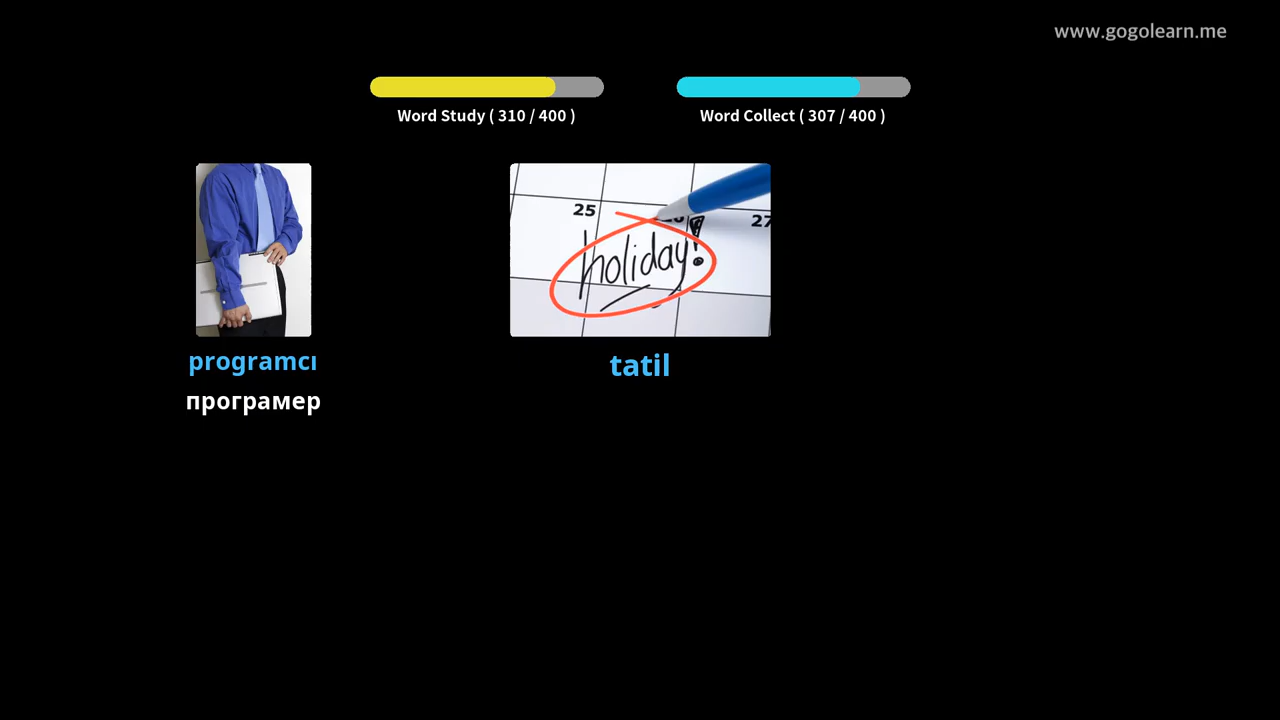 www.gogolearn.me
Word Study ( 310 / 400 )
Word Collect ( 307 / 400 )
25
27
holiday!
programcı
програмер
tatil